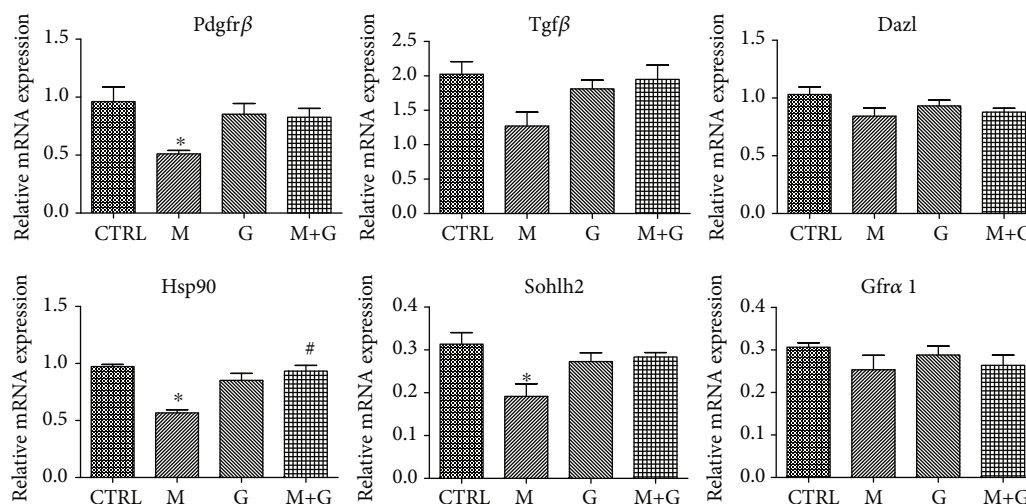 Pdgfrβ
Relative mRNA expression
1.5
1.0
0.5
0.0
*
CTRL M G M+G
Tgfβ
Relative mRNA expression
2.5
2.0
1.5
1.0
0.5
0.0
CTRL M G M+G
Dazl
Relative mRNA expression
1.5
1.0
0.5
0.0
CTRL M G M+G
Hsp90
Relative mRNA expression
1.5
1.0
0.5
0.0
*
#
CTRL M G M+G
Sohlh2
Relative mRNA expression
0.4
0.3
0.2
0.1
0.0
*
CTRL M G M+G
Gfrα 1
Relative mRNA expression
0.4
0.3
0.2
0.1
0.0
CTRL M G M+G